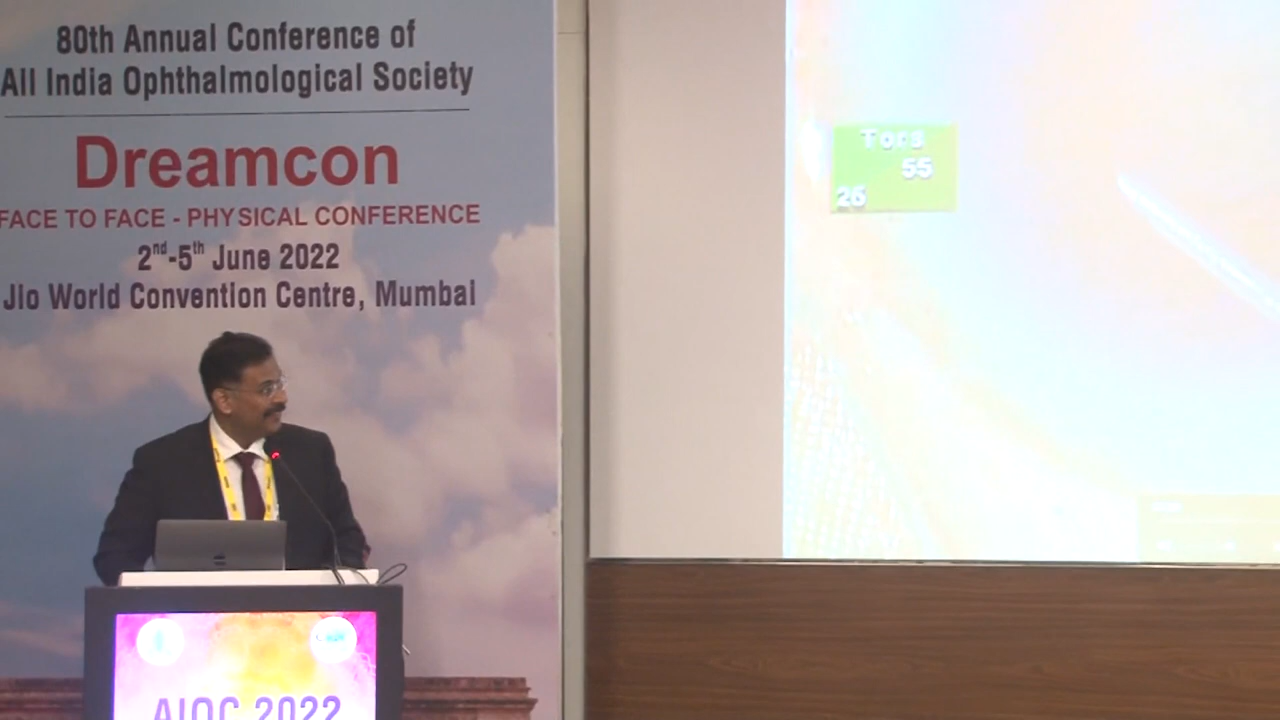 80th Annual Conference of
All India Ophthalmological Society
Dreamcon
FACE TO FACE - PHYSICAL CONFERENCE
2nd-5th June 2022
Jio World Convention Centre, Mumbai
Tors
55
26
AIOC 2022